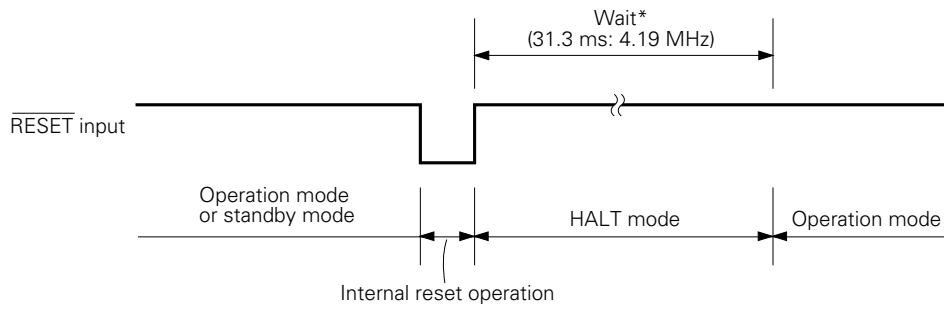 Wait*
(31.3 ms: 4.19 MHz)
RESET input
Operation mode
or standby mode
HALT mode
Operation mode
Internal reset operation